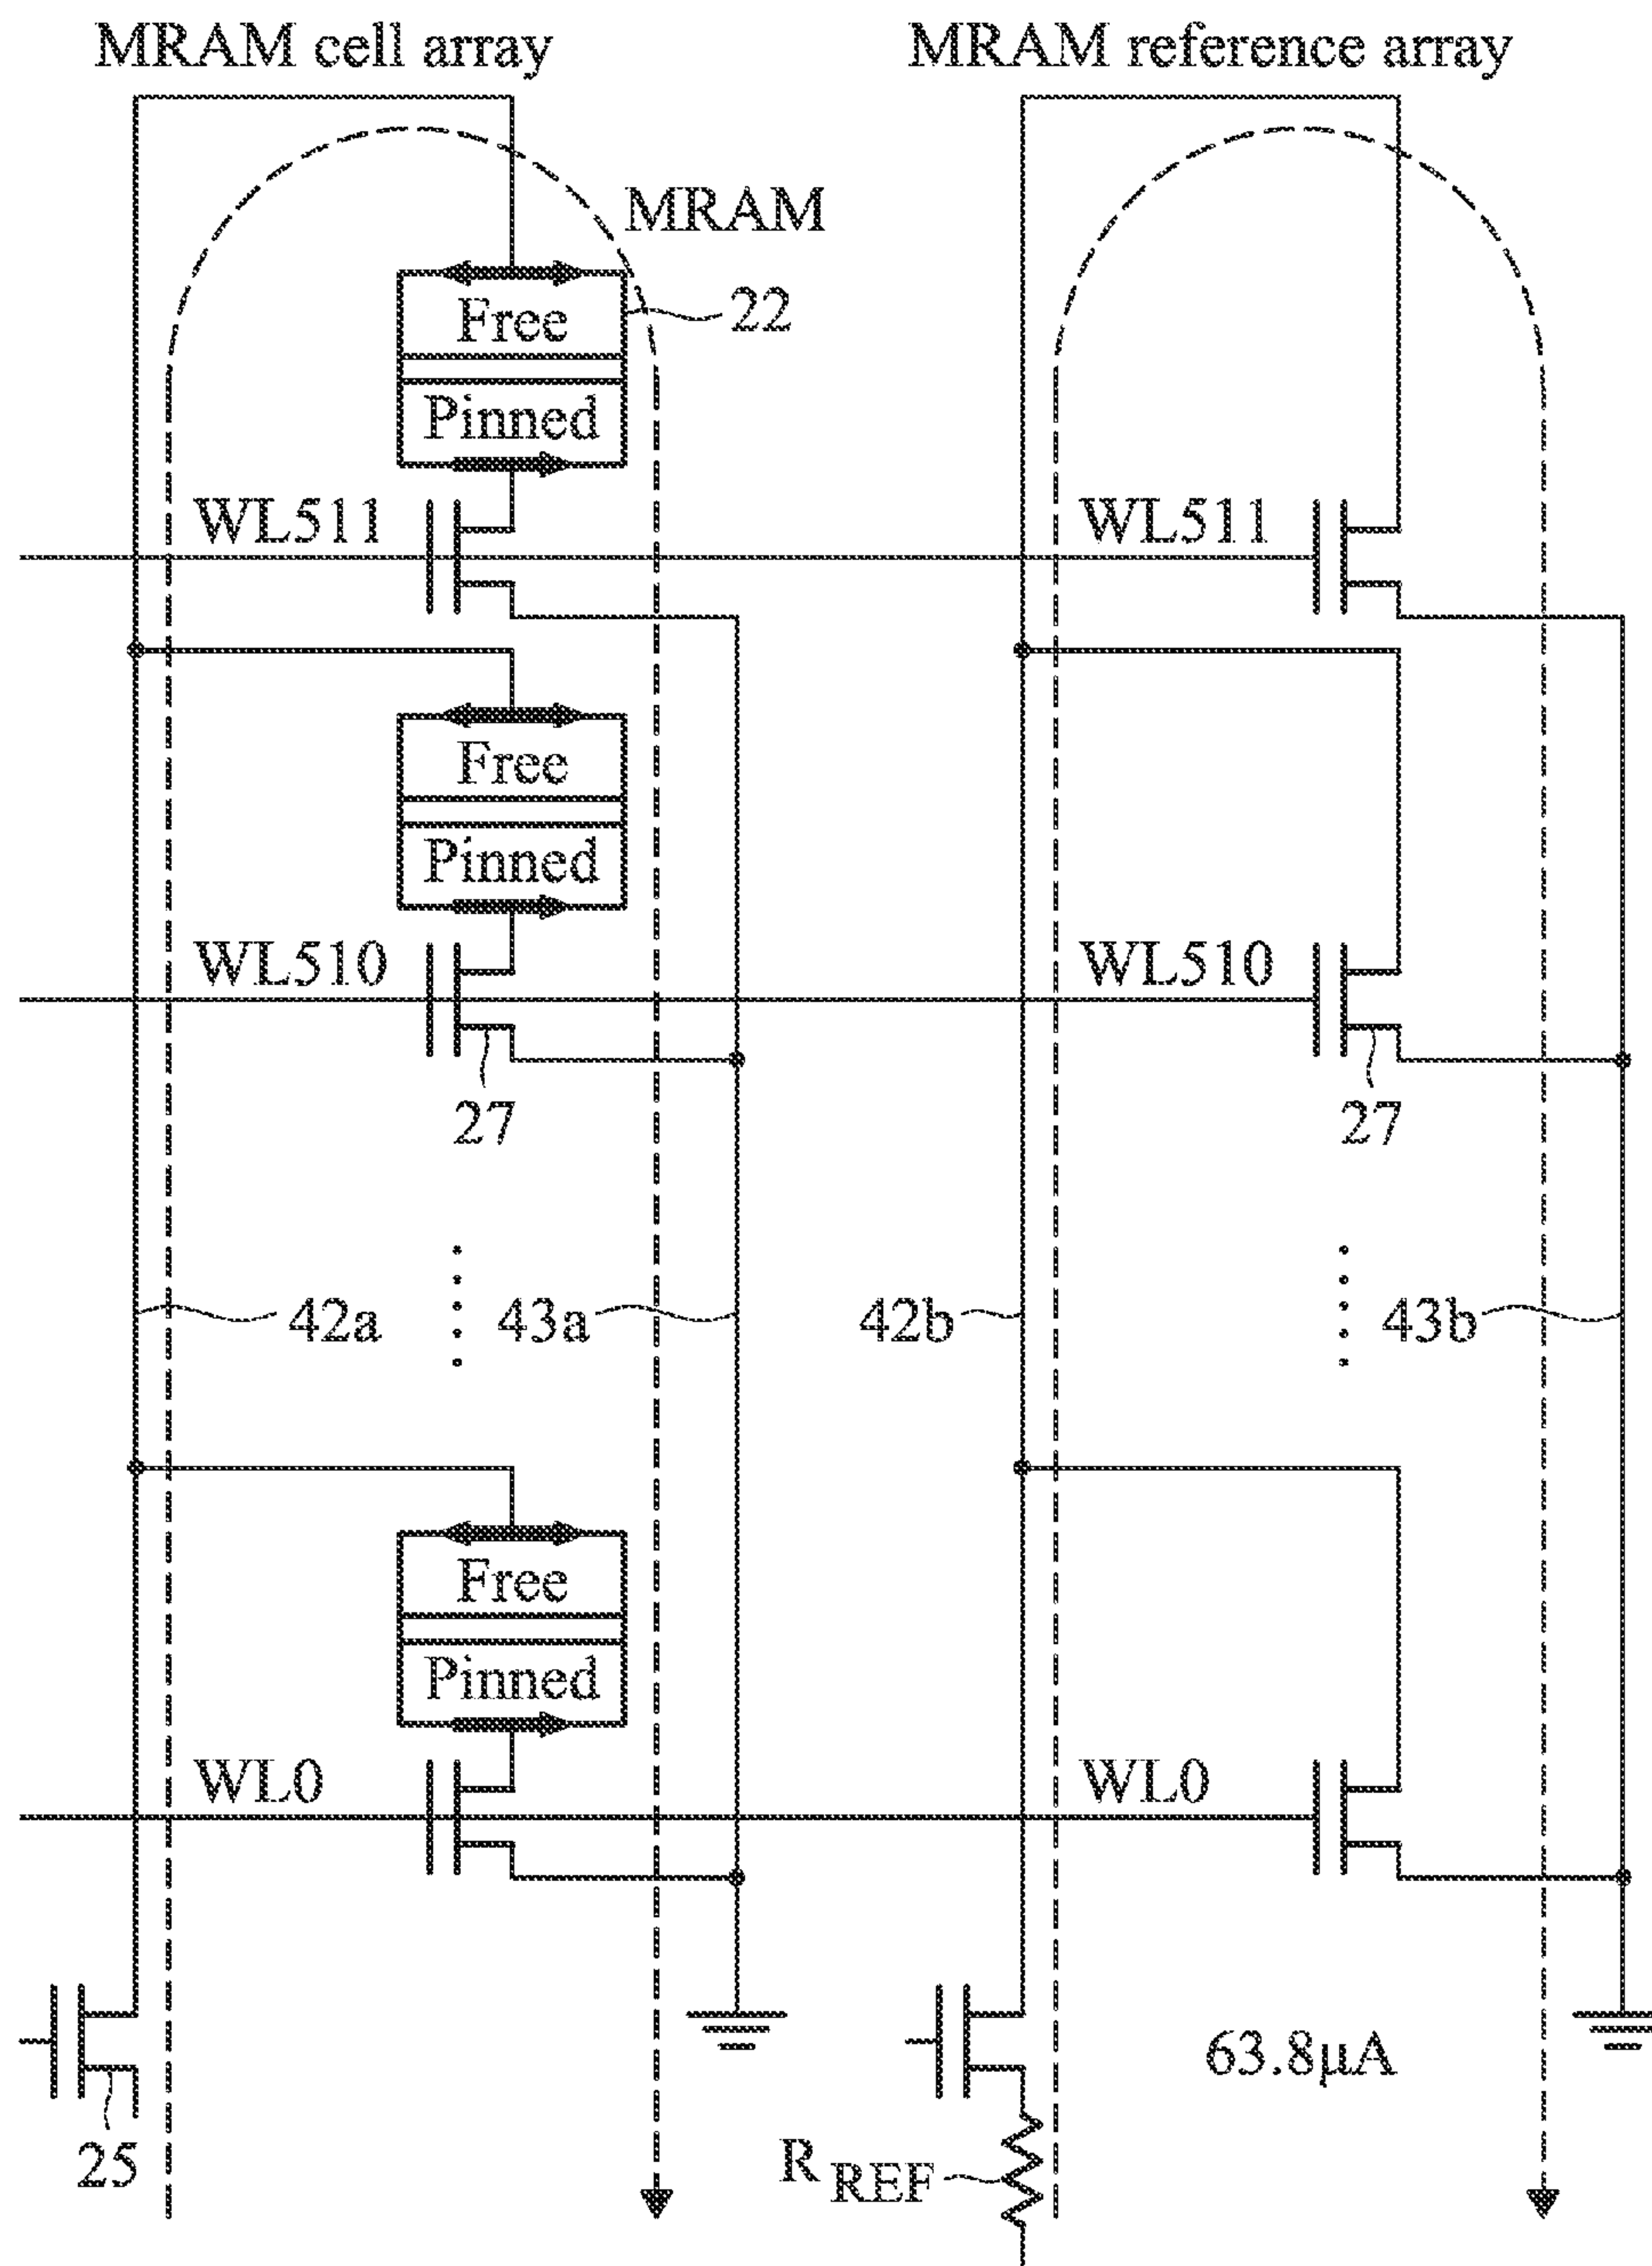 MRAM cell array
MRAM reference array
MRAM
22
Free
Pinned
WL511
WL511
Free
Pinned
WL510
WL510
27
27
42a
43a
42b
43b
Free
Pinned
WL0
WL0
63.8μA
25
R REF